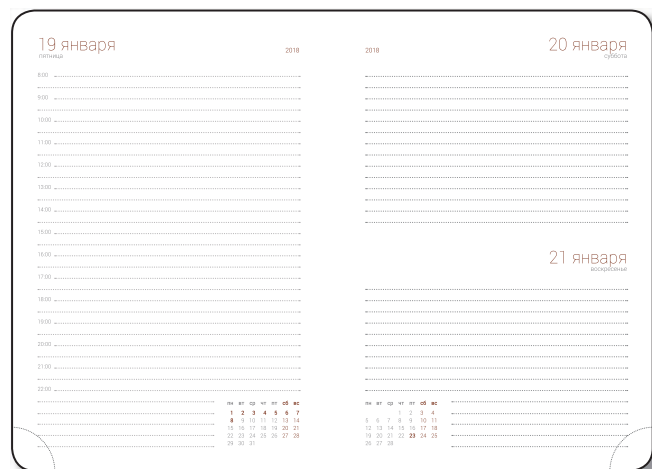 19 января
пятница
2018
8:00
9:00
10:00
11:00
12:00
13:00
14:00
15:00
16:00
17:00
18:00
19:00
20:00
21:00
22:00
пн вт ср чт пт сб вс
1 2 3 4 5 6 7
8 9 10 11 12 13 14
15 16 17 18 19 20 21
22 23 24 25 26 27 28
29 30 31
2018
20 января
суббота
21 января
воскресенье
пн вт ср чт пт сб вс
1 2 3 4
5 6 7 8 9 10 11
12 13 14 15 16 17 18
19 20 21 22 23 24 25
26 27 28